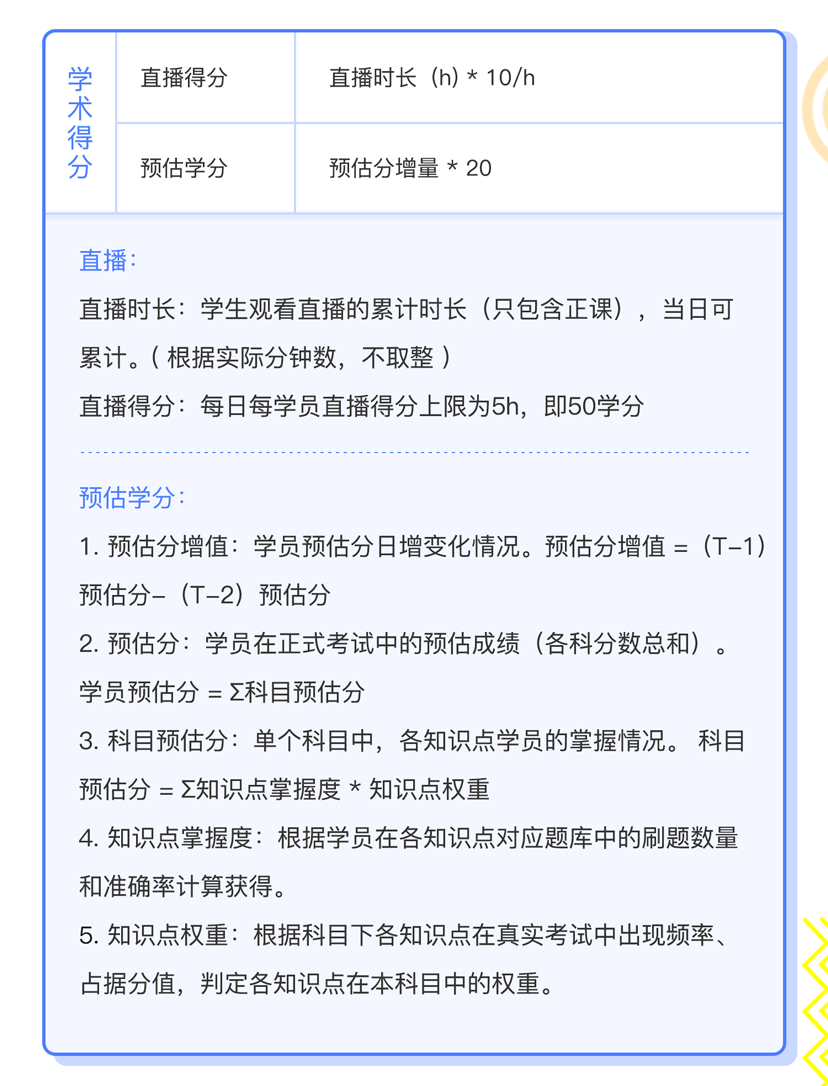 学术得分
直播得分
直播时长（h）* 10/h
预估学分
预估分增量 * 20
直播：
直播时长：学生观看直播的累计时长（只包含正课），当日可
累计。( 根据实际分钟数，不取整 )
直播得分：每日每学员直播得分上限为5h，即50学分
预估学分：
1. 预估分增值：学员预估分日增变化情况。预估分增值 =（T-1）
预估分-（T-2）预估分
2. 预估分：学员在正式考试中的预估成绩（各科分数总和）。
学员预估分 = Σ科目预估分
3. 科目预估分：单个科目中，各知识点学员的掌握情况。 科目
预估分 = Σ知识点掌握度 * 知识点权重
4. 知识点掌握度：根据学员在各知识点对应题库中的刷题数量
和准确率计算获得。
5. 知识点权重：根据科目下各知识点在真实考试中出现频率、
占据分值，判定各知识点在本科目中的权重。